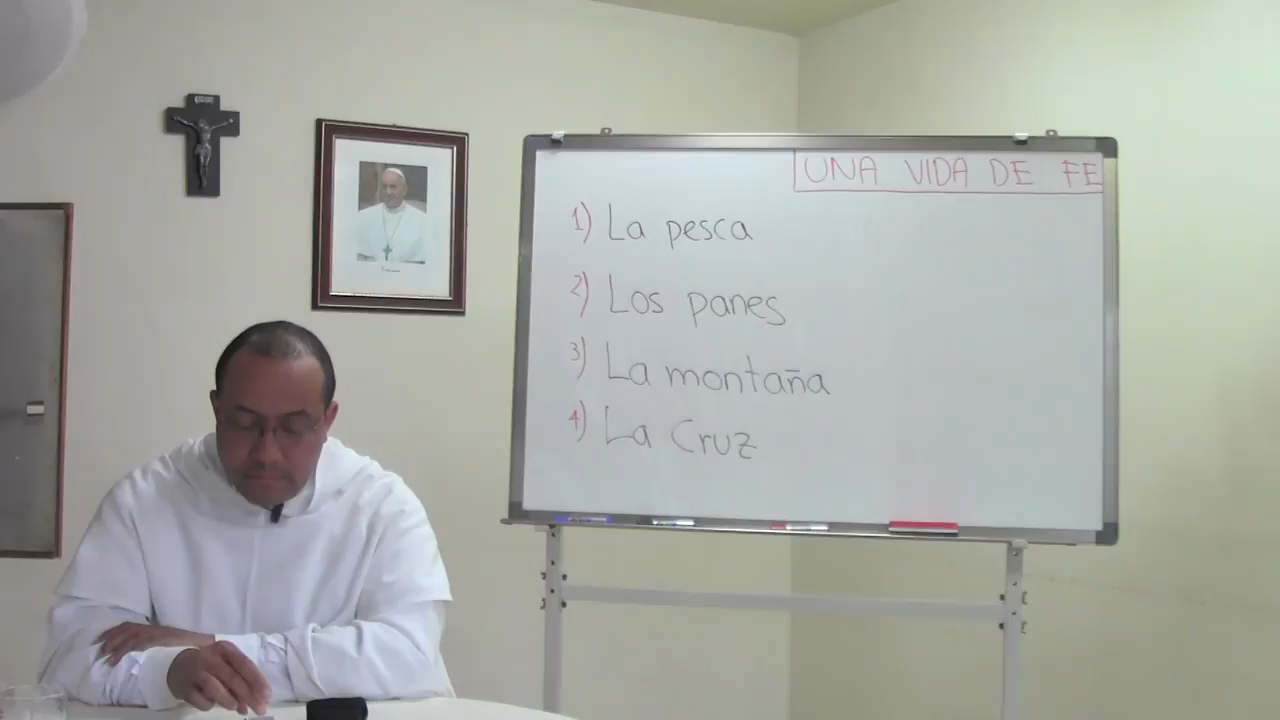 UNA VIDA DE FE
1) La pesca
2) Los panes
3) La montaña
4) La Cruz